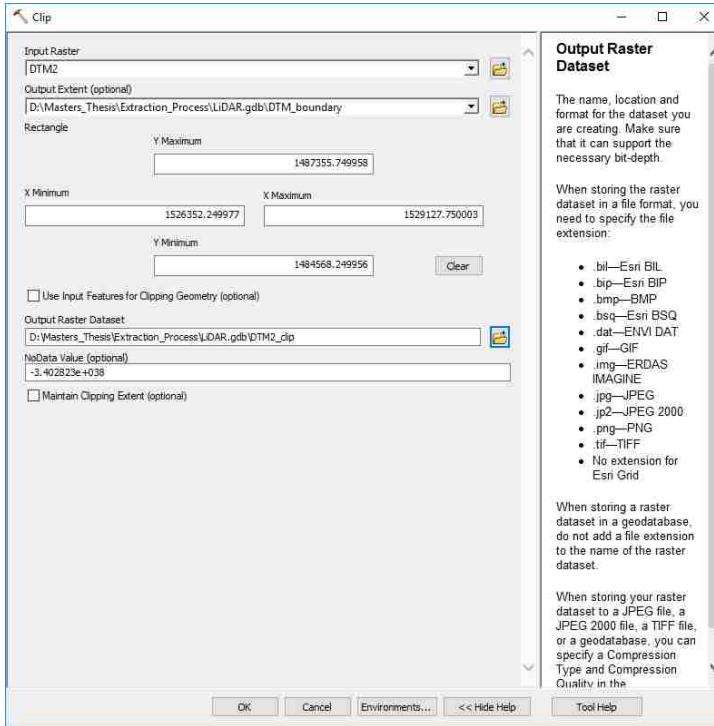 Clip
Input Raster
DTM2
Output Extent (optional)
D:\Masters_Thesis\Extraction_Process\LiDAR.gdb\DTM_boundary
Rectangle
Y Maximum
1487355.749958
X Minimum
X Maximum
1526352.249977
1529127.750003
Y Minimum
1484568.249956
Clear
Use Input Features for Clipping Geometry (optional)
Output Raster Dataset
D:\Masters_Thesis\Extraction_Process\LiDAR.gdb\DTM2_clip
NoData Value (optional)
-3.402823e+038
Maintain Clipping Extent (optional)
Output Raster
Dataset
The name, location and
format for the dataset you
are creating. Make sure
that it can support the
necessary bit-depth.
When storing the raster
dataset in a file format, you
need to specify the file
extension:
• .bil—Esri BIL
• .bip—Esri BIP
• .bmp—BMP
• .bsq—Esri BSQ
• .dat—ENVI DAT
• .gif—GIF
• .img—ERDAS
IMAGINE
• .jpg—JPEG
• .jp2—JPEG 2000
• .png—PNG
• .tif—TIFF
• No extension for
Esri Grid
When storing a raster
dataset in a geodatabase,
do not add a file extension
to the name of the raster
dataset.
When storing your raster
dataset to a JPEG file, a
JPEG 2000 file, a TIFF file,
or a geodatabase, you can
specify a Compression
Type and Compression
Quality in the
OK
Cancel
Environments...
<< Hide Help
Tool Help